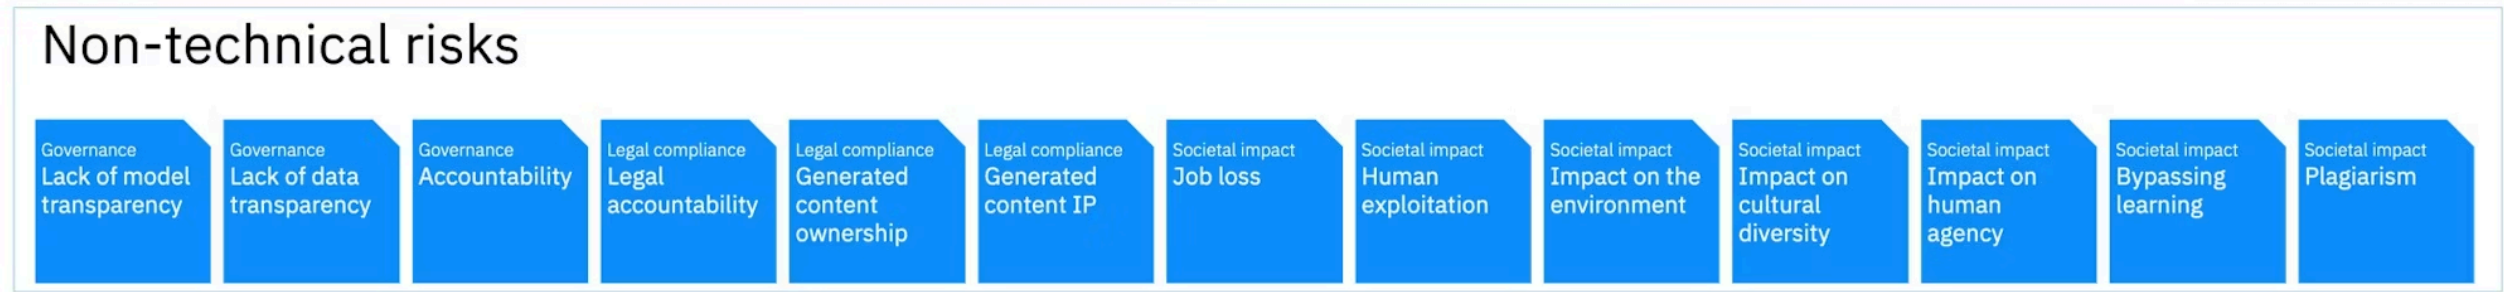 Non-technical risks
Governance
Lack of model
transparency
Governance
Lack of data
transparency
Governance
Accountability
Legal compliance
Legal
accountability
Legal compliance
Generated
content
ownership
Legal compliance
Generated
content IP
Societal impact
Job loss
Societal impact
Human
exploitation
Societal impact
Impact on the
environment
Societal impact
Impact on
cultural
diversity
Societal impact
Impact on
human
agency
Societal impact
Bypassing
learning
Societal impact
Plagiarism